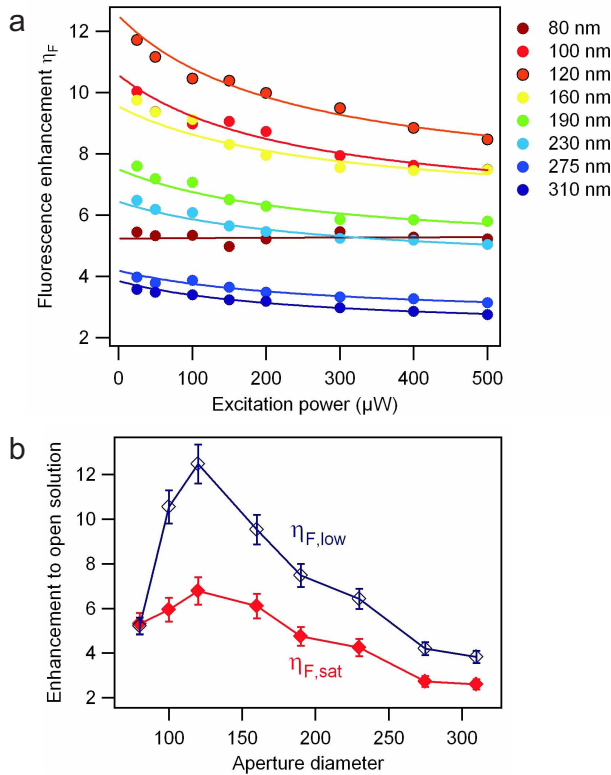 a
Fluorescence enhancement ηF
12
10
8
6
4
2
0
100
200
300
400
500
Excitation power (µW)
80 nm
100 nm
120 nm
160 nm
190 nm
230 nm
275 nm
310 nm
b
Enhancement to open solution
12
10
8
6
4
2
ηF,low
ηF,sat
100
150
200
250
300
Aperture diameter